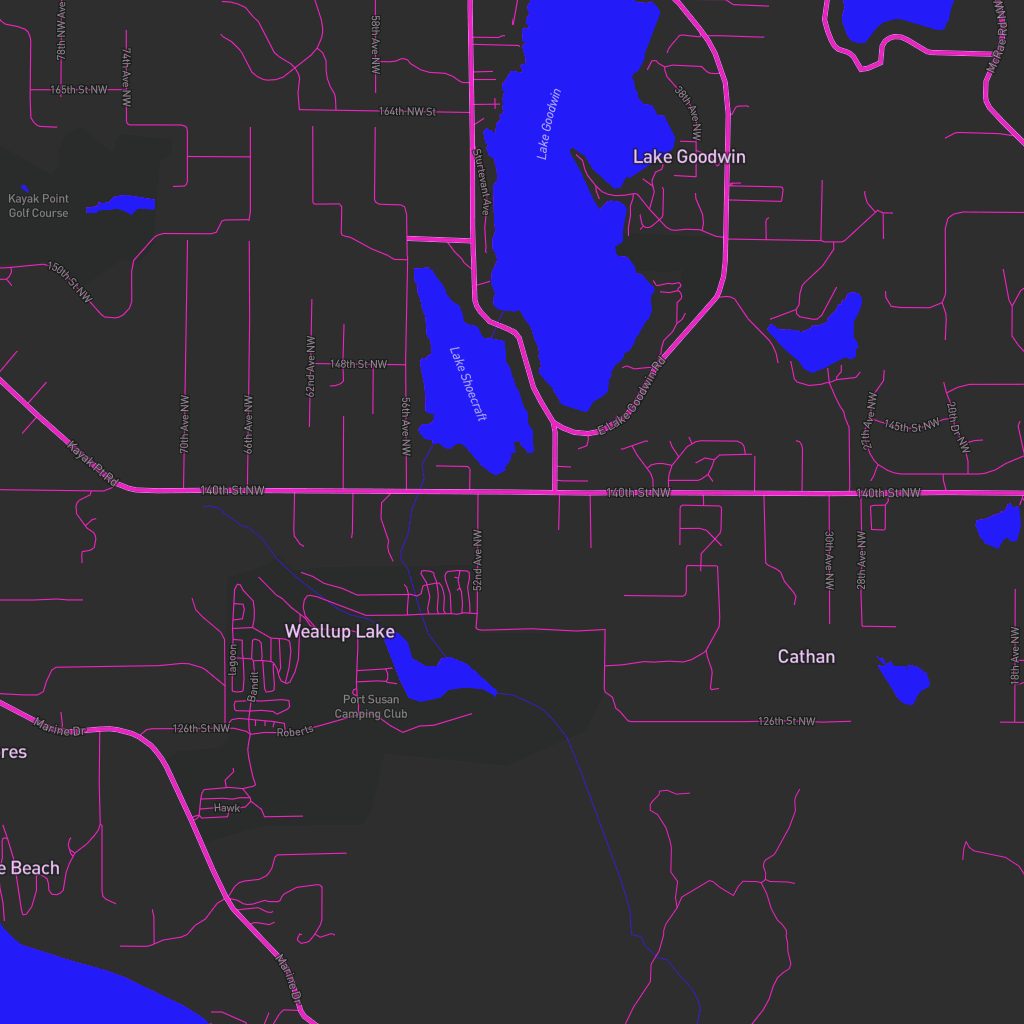 78th NW Ave
74th Ave NW
58th Ave NW
McRae Rd NW
165th St NW
164th NW St
38th Ave NW
Lake Goodwin
Lake Goodwin
Sturtevant Ave
Kayak Point
Golf Course
150th St NW
62nd Ave NW
148th St NW
Lake Shoecraft
E Lake Goodwin Rd
70th Ave NW
66th Ave NW
56th Ave NW
27th Ave NW
145th St NW
20th Dr NW
Kayak Pt Rd
140th St NW
140th St NW
140th St NW
52nd Ave NW
30th Ave NW
28th Ave NW
Weallup Lake
Cathan
lagoon
Bandit
18th Ave NW
Port Susan
Camping Club
Marine Dr
126th St NW
Roberts
126th St NW
res
Hawk
e Beach
Marine Dr